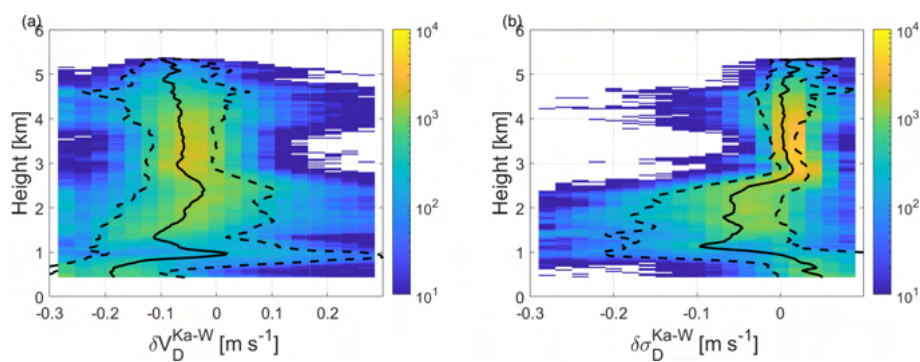 (a)
6
5
4
3
2
1
0
Height [km]
-0.3 -0.2 -0.1 0 0.1 0.2 0.3
δV_D^{Ka-W} [m s^{-1}]
10^4
10^3
10^2
10^1
(b)
6
5
4
3
2
1
0
Height [km]
-0.3 -0.2 -0.1 0
δσ_D^{Ka-W} [m s^{-1}]
10^4
10^3
10^2
10^1